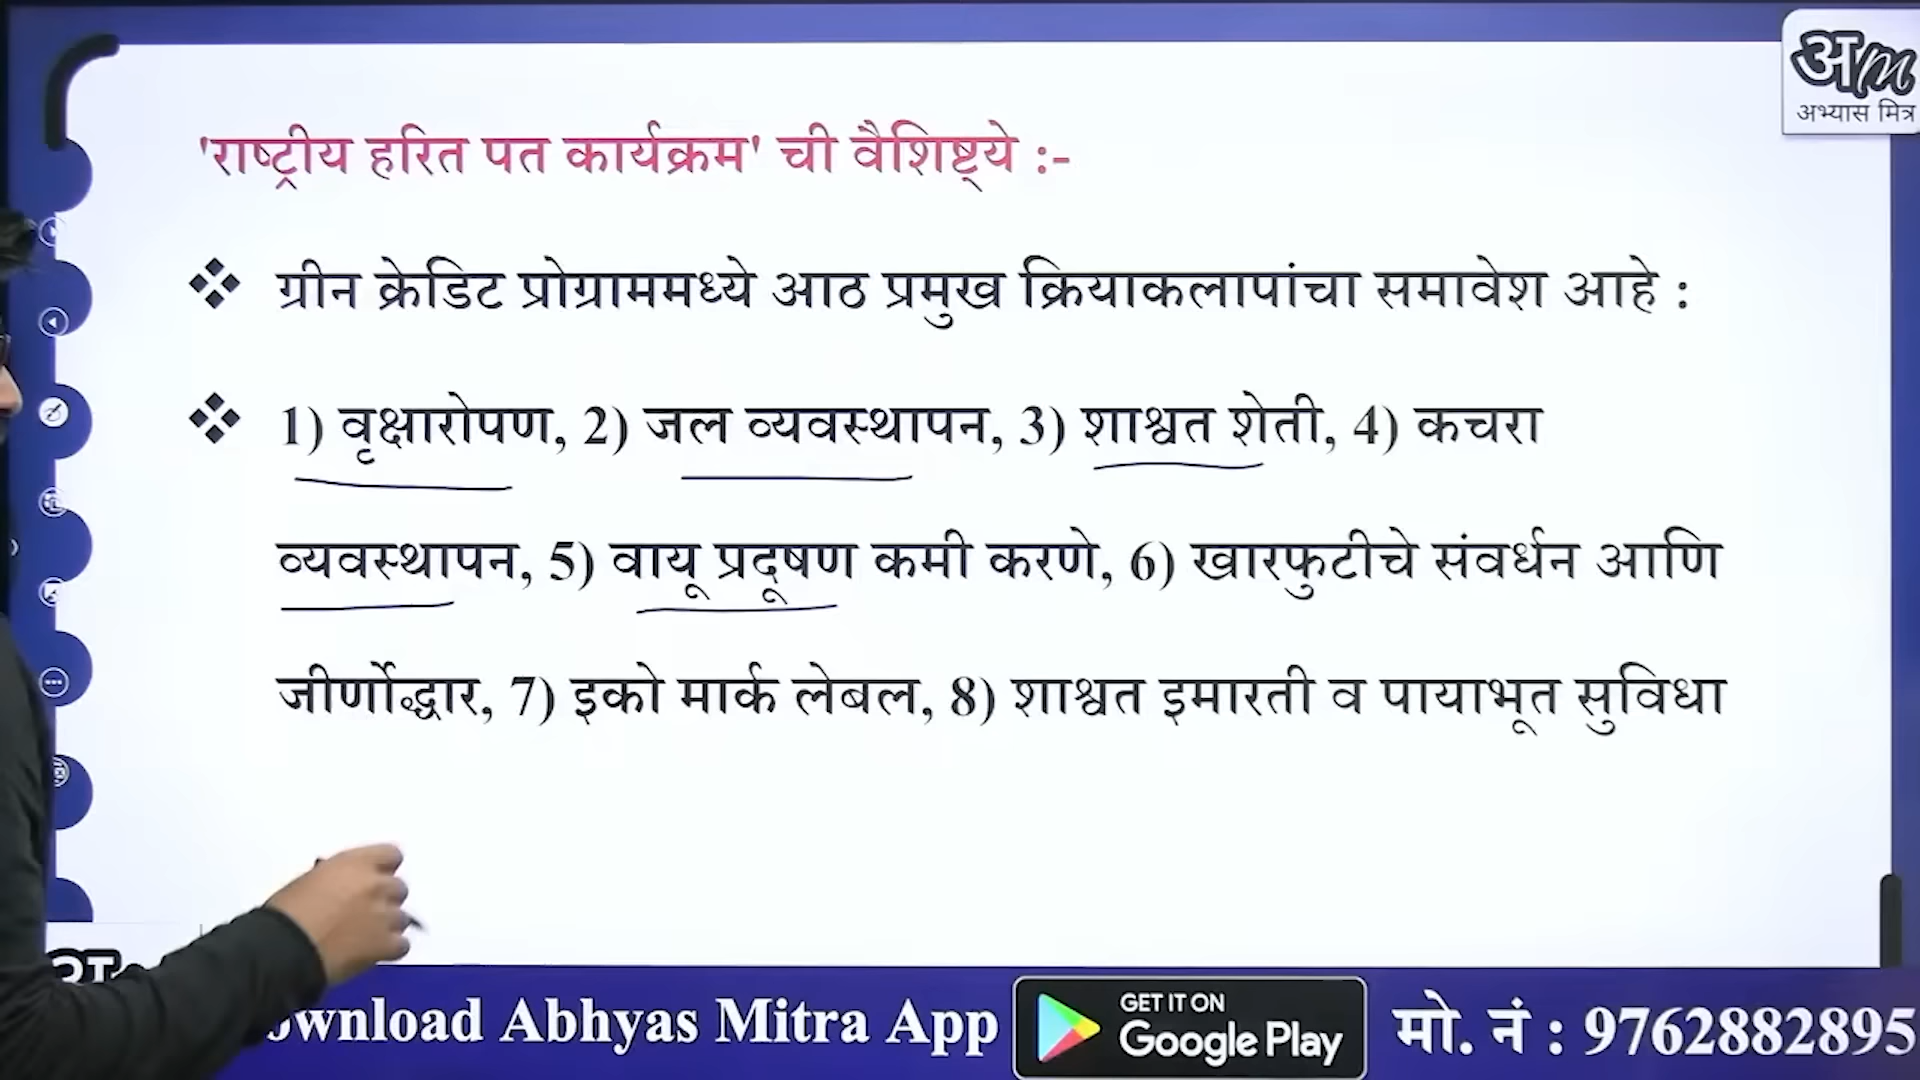 अm
अभ्यास मित्र
'राष्ट्रीय हरित पत कार्यक्रम' ची वैशिष्ट्ये :-
❖ ग्रीन क्रेडिट प्रोग्राममध्ये आठ प्रमुख क्रियाकलापांचा समावेश आहे :
❖ 1) वृक्षारोपण, 2) जल व्यवस्थापन, 3) शाश्वत शेती, 4) कचरा
व्यवस्थापन, 5) वायू प्रदूषण कमी करणे, 6) खारफुटीचे संवर्धन आणि
जीर्णोद्धार, 7) इको मार्क लेबल, 8) शाश्वत इमारती व पायाभूत सुविधा
ownload Abhyas Mitra App
GET IT ON
Google Play
मो. नं : 9762882895